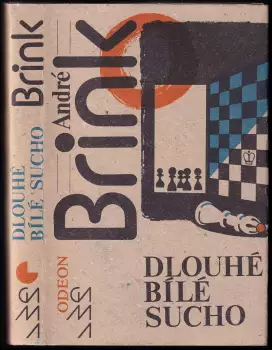 Brink
DLOUHÉ
BÍLÉ SUCHO
ODEON
André
Brink
DLOUHÉ
BÍLÉ
SUCHO